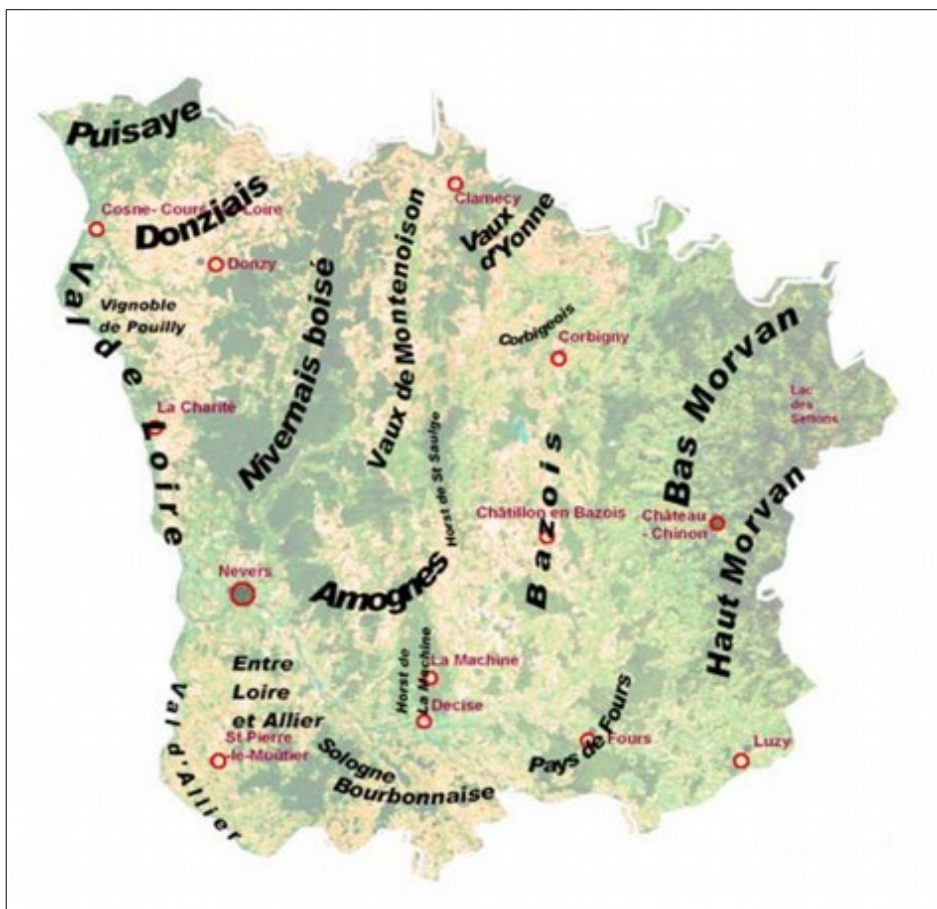 Puisaye
Clamecy
Cosne- Cours Loire
Donziais
Vaux
d'Yonne
Donzy
Val de Loire
Vignoble
de Pouilly
Nivernais boisé
Vaux de Montenoison
Corbigeois
Corbigny
Bas Morvan
Lac
des
Settons
La Charité
Horst de St Saulge
Bazois
Châtillon en Bazois
Château
- Chinon
Haut Morvan
Nevers
Amognes
Entre
Loire
et Allier
Horst de
La Machine
La Machine
Decise
Val d'Allier
St Pierre
-le-Moûtier
Sologne
Bourbonnaise
Pays de Fours
Fours
Luzy